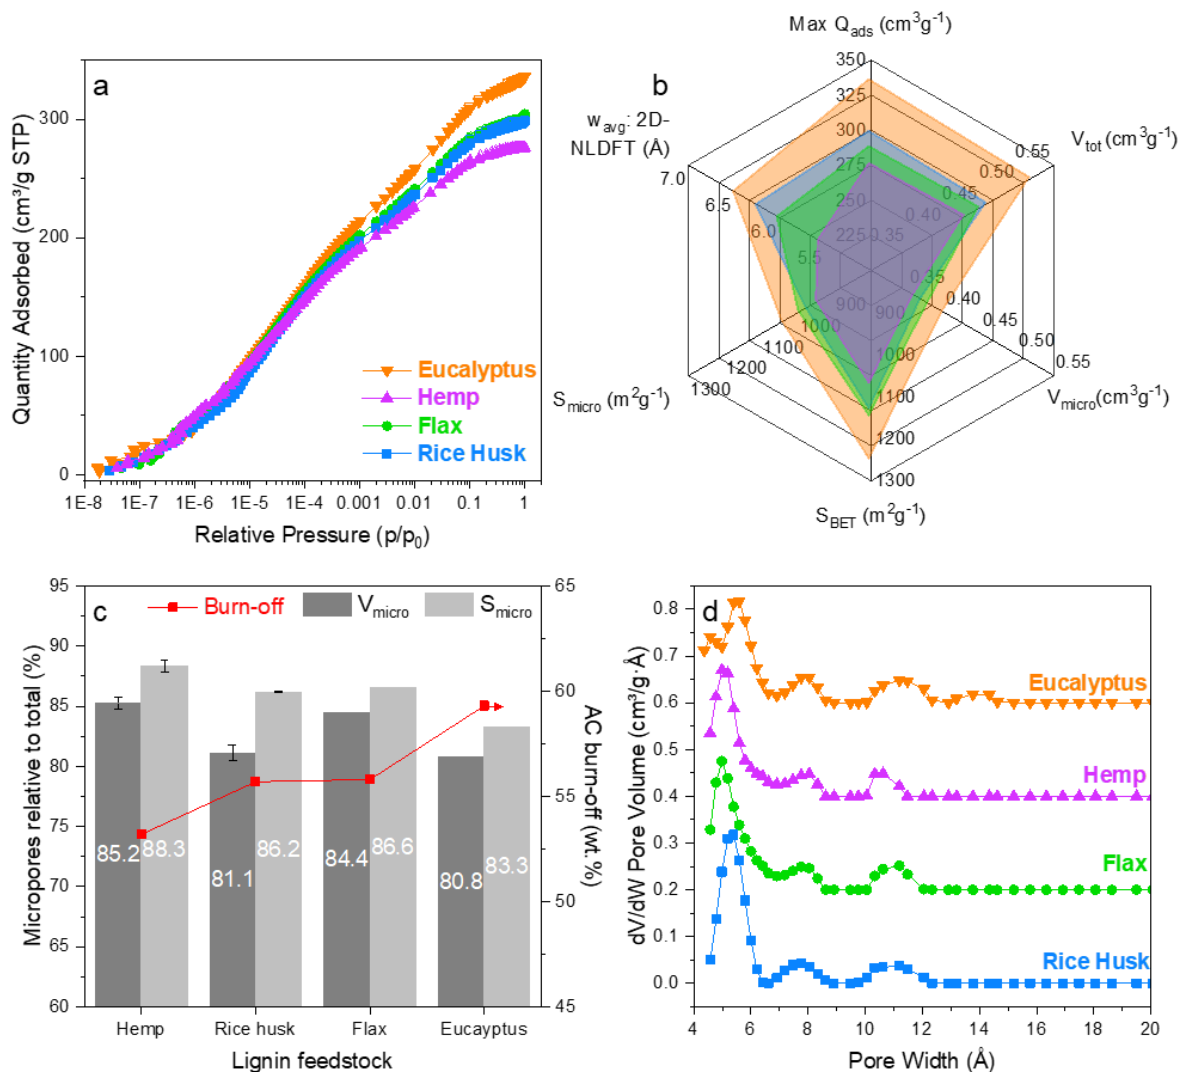 a
Quantity Adsorbed (cm³/g STP)
300
200
100
0
Eucalyptus
Hemp
Flax
Rice Husk
1E-8 1E-7 1E-6 1E-5 1E-4 0.001 0.01 0.1 1
Relative Pressure (p/p₀)
b
Max Q_ads (cm³g⁻¹)
350
325
300
275
250
225
V_tot (cm³g⁻¹)
0.55
0.50
0.45
0.40
0.35
V_micro(cm³g⁻¹)
0.35
0.40
0.45
0.50
0.55
S_BET (m²g⁻¹)
900
1000
1100
1200
1300
S_micro (m²g⁻¹)
900
1000
1100
1200
1300
w_avg: 2D-
NLDFT (Å)
7.0
6.5
6.0
5.5
c
Burn-off V_micro S_micro
Micropores relative to total (%)
95
90
85
80
75
70
65
60
85.2 88.3
81.1 86.2
84.4 86.6
80.8 83.3
65
60
55
50
45
AC burn-off (wt.%)
Hemp Rice husk Flax Eucayptus
Lignin feedstock
d
dV/dW Pore Volume (cm³/g·Å)
0.8
0.7
0.6
0.5
0.4
0.3
0.2
0.1
0.0
Eucalyptus
Hemp
Flax
Rice Husk
4 6 8 10 12 14 16 18 20
Pore Width (Å)